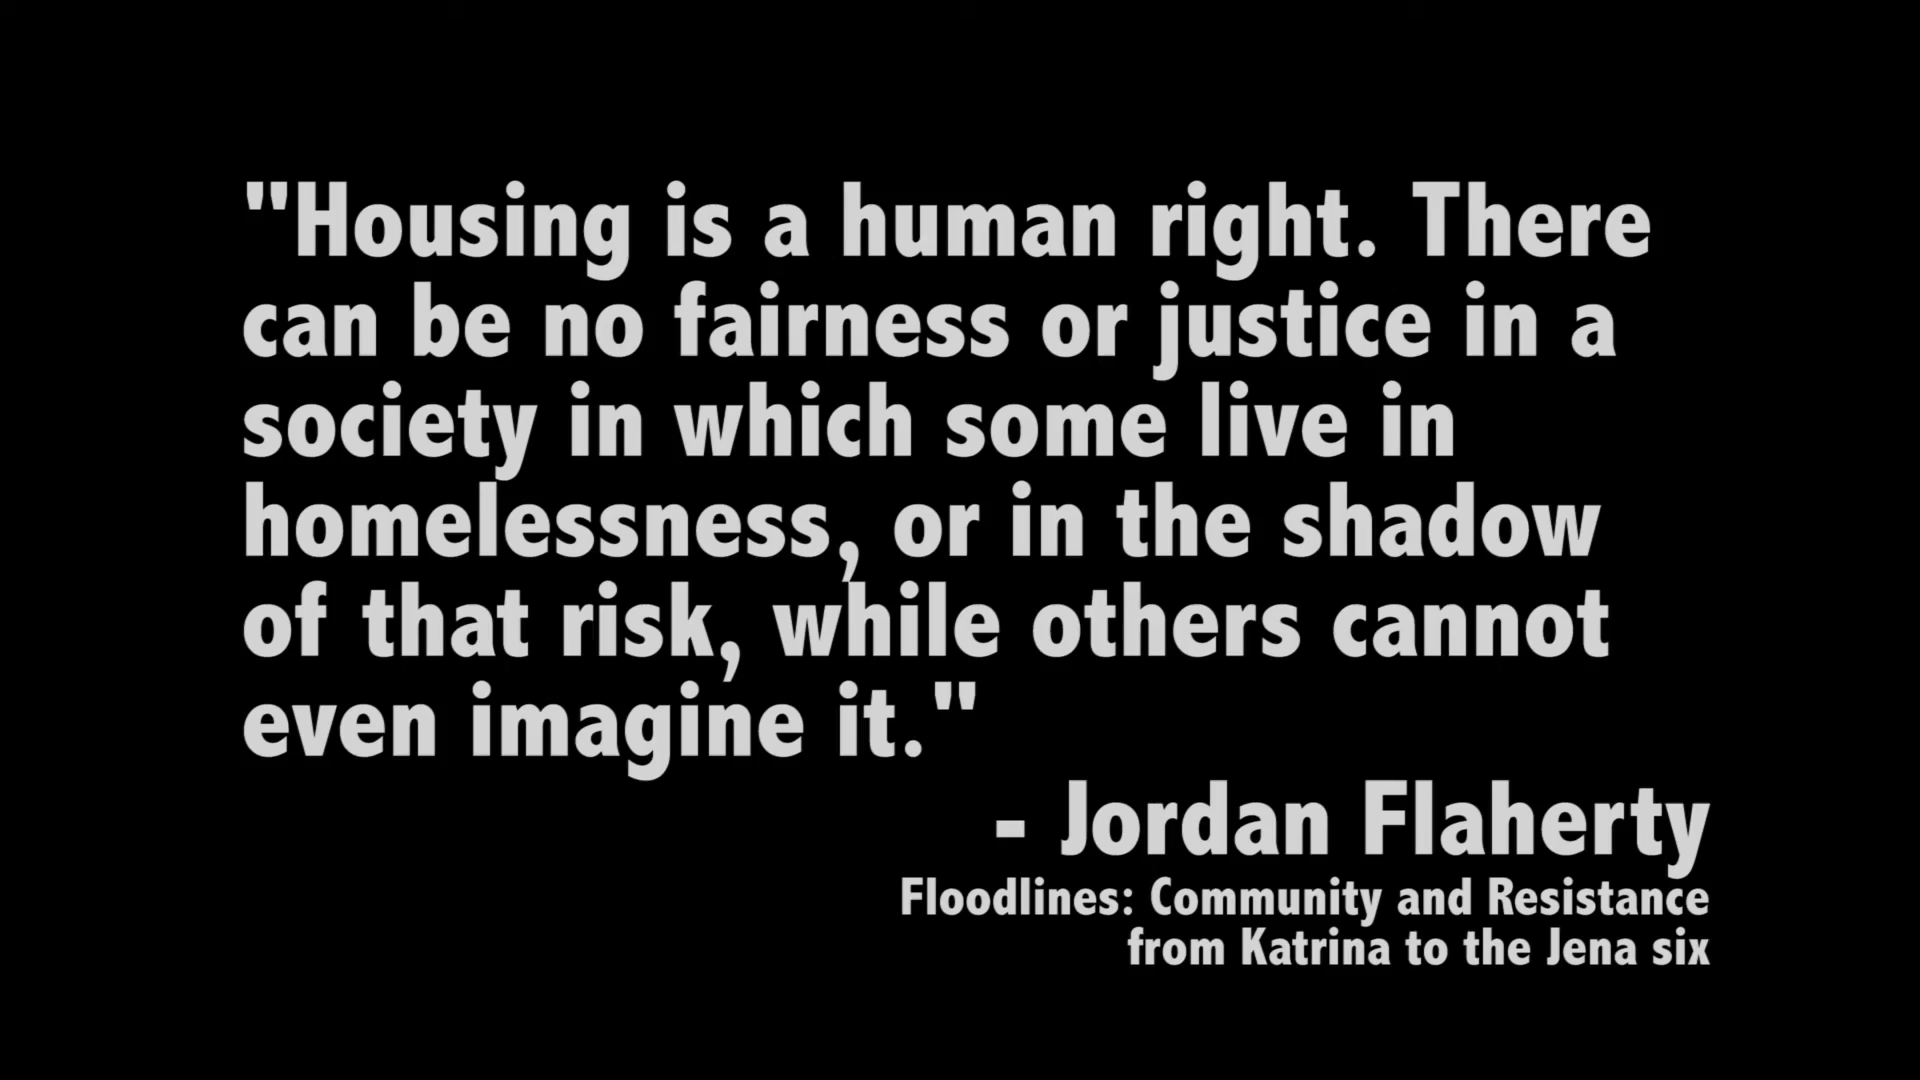 "Housing is a human right. There
can be no fairness or justice in a
society in which some live in
homelessness, or in the shadow
of that risk, while others cannot
even imagine it."
- Jordan Flaherty
Floodlines: Community and Resistance
from Katrina to the Jena six